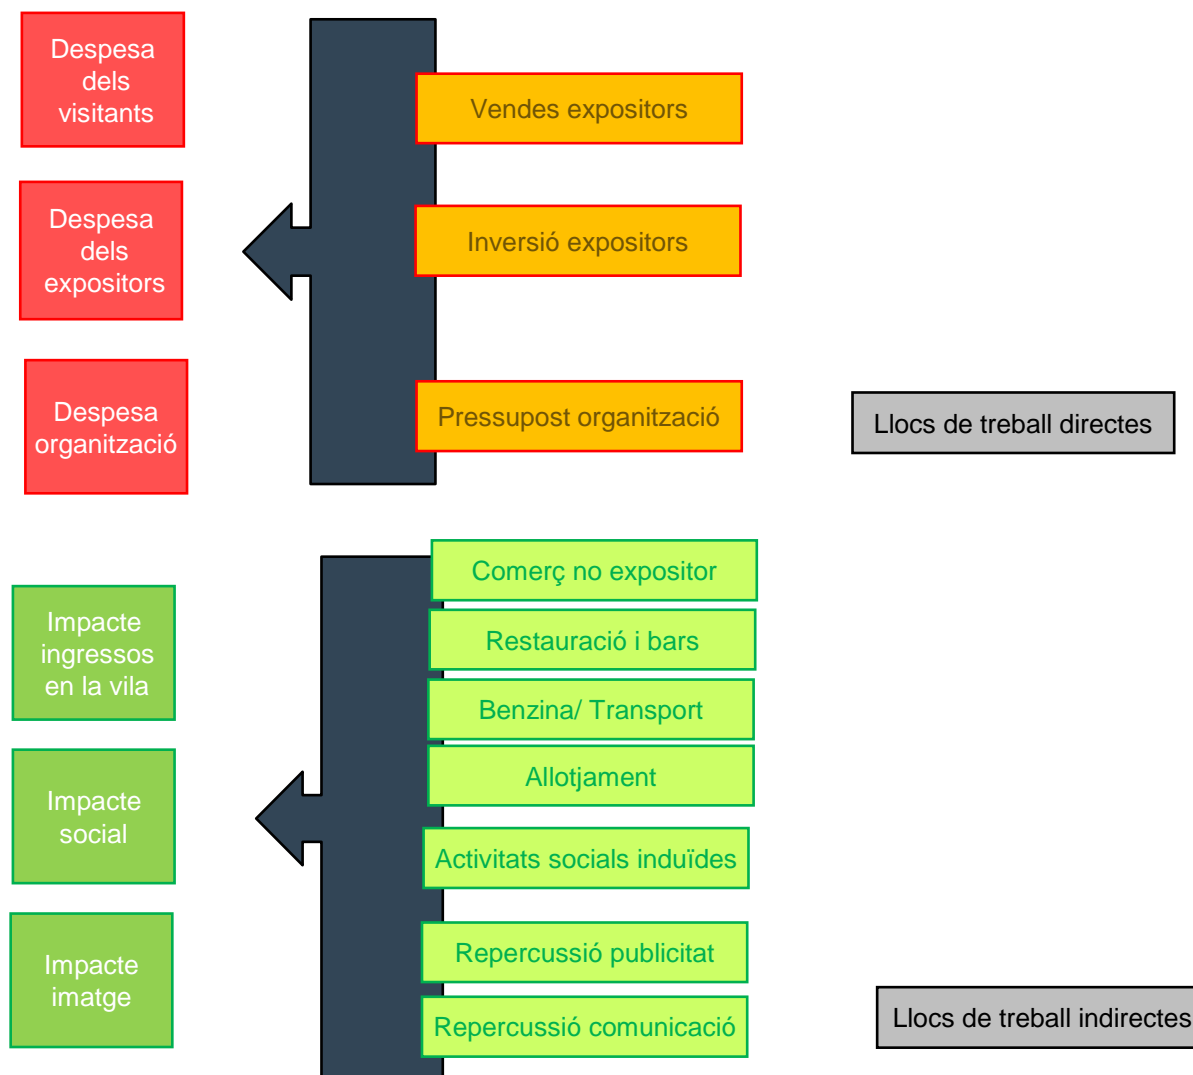 Despesa
dels
visitants
Vendes expositors
Despesa
dels
expositors
Inversió expositors
Despesa
organització
Pressupost organització
Llocs de treball directes
Comerç no expositor
Impacte
ingressos
en la vila
Restauració i bars
Benzina/ Transport
Allotjament
Impacte
social
Activitats socials induïdes
Impacte
imatge
Repercussió publicitat
Repercussió comunicació
Llocs de treball indirectes